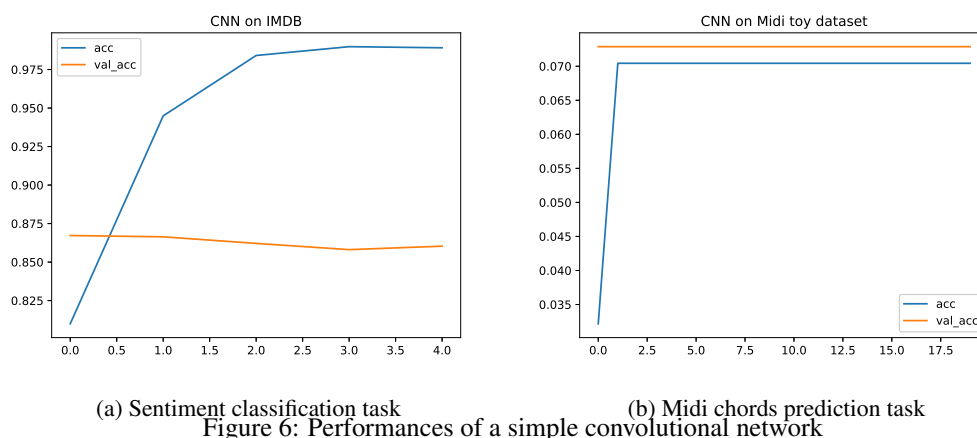 CNN on IMDB
acc
val_acc
0.975
0.950
0.925
0.900
0.875
0.850
0.825
0.0 0.5 1.0 1.5 2.0 2.5 3.0 3.5 4.0
(a) Sentiment classification task
CNN on Midi toy dataset
0.070
0.065
0.060
0.055
0.050
0.045
0.040
0.035
acc
val_acc
0.0 2.5 5.0 7.5 10.0 12.5 15.0 17.5
(b) Midi chords prediction task
Figure 6: Performances of a simple convolutional network